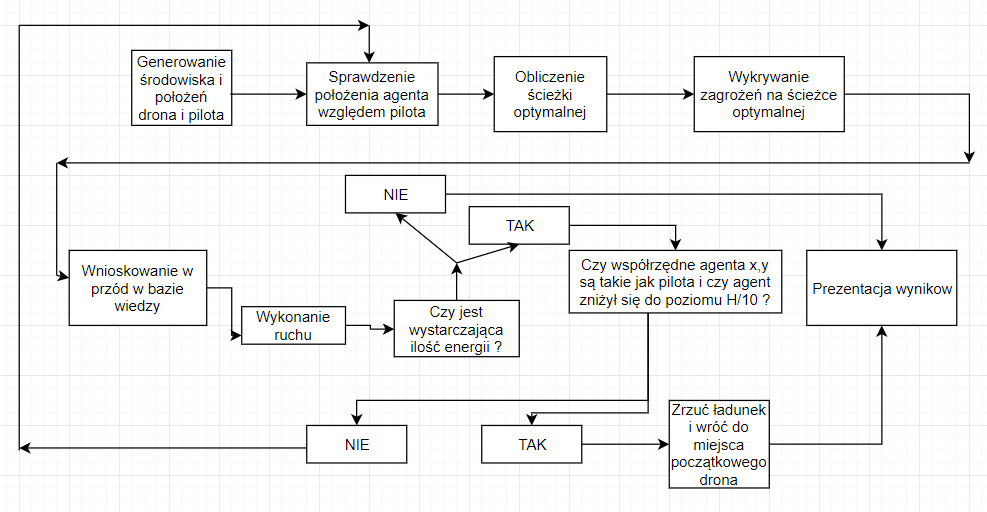 Generowanie
środowiska i
położeń
drona i pilota
Sprawdzenie
położenia agenta
względem pilota
Obliczenie
ścieżki
optymalnej
Wykrywanie
zagrożeń na ścieżce
optymalnej
NIE
TAK
Wnioskowanie w
przód w bazie
wiedzy
Wykonanie
ruchu
Czy jest
wystarczająca
ilość energii ?
Czy współrzędne agenta x,y
są takie jak pilota i czy agent
zniżył się do poziomu H/10 ?
Prezentacja wynikow
NIE
TAK
Zrzuć ładunek
i wróć do
miejsca
początkowego
drona